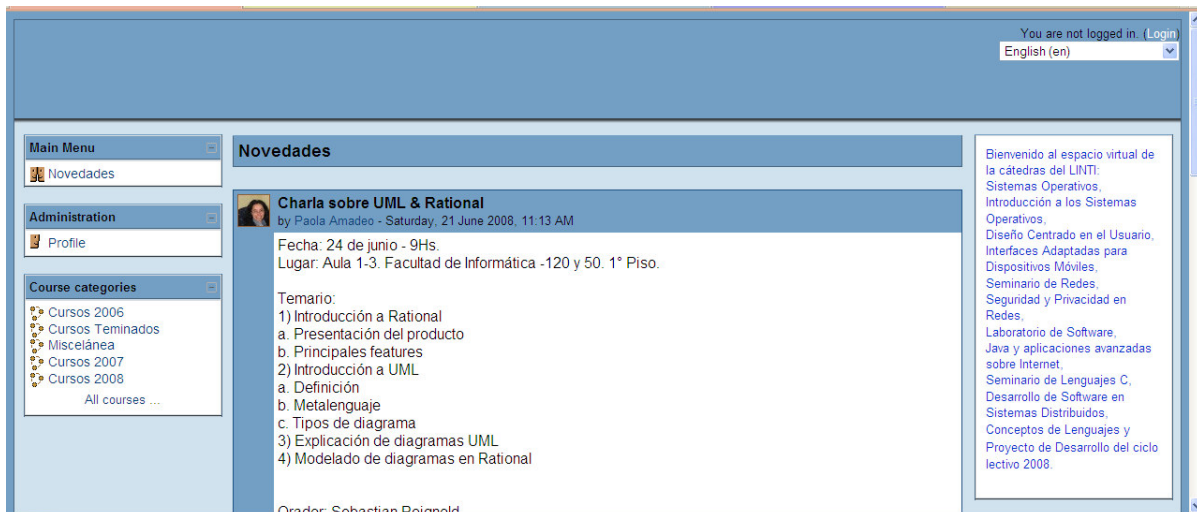 You are not logged in. (Login)
English (en)
Main Menu
Novedades
Administration
Profile
Course categories
Cursos 2006
Cursos Teminados
Miscelánea
Cursos 2007
Cursos 2008
All courses ...
Novedades
Charla sobre UML & Rational
by Paola Amadeo - Saturday, 21 June 2008, 11:13 AM
Fecha: 24 de junio - 9Hs.
Lugar: Aula 1-3. Facultad de Informática -120 y 50. 1° Piso.
Temario:
1) Introducción a Rational
a. Presentación del producto
b. Principales features
2) Introducción a UML
a. Definición
b. Metalenguaje
c. Tipos de diagrama
3) Explicación de diagramas UML
4) Modelado de diagramas en Rational
Orador: Sebastian
Bienvenido al espacio virtual de
la cátedras del LINTI:
Sistemas Operativos,
Introducción a los Sistemas
Operativos,
Diseño Centrado en el Usuario,
Interfaces Adaptadas para
Dispositivos Móviles,
Seminario de Redes,
Seguridad y Privacidad en
Redes,
Laboratorio de Software,
Java y aplicaciones avanzadas
sobre Internet,
Seminario de Lenguajes C,
Desarrollo de Software en
Sistemas Distribuidos,
Conceptos de Lenguajes y
Proyecto de Desarrollo del ciclo
lectivo 2008.